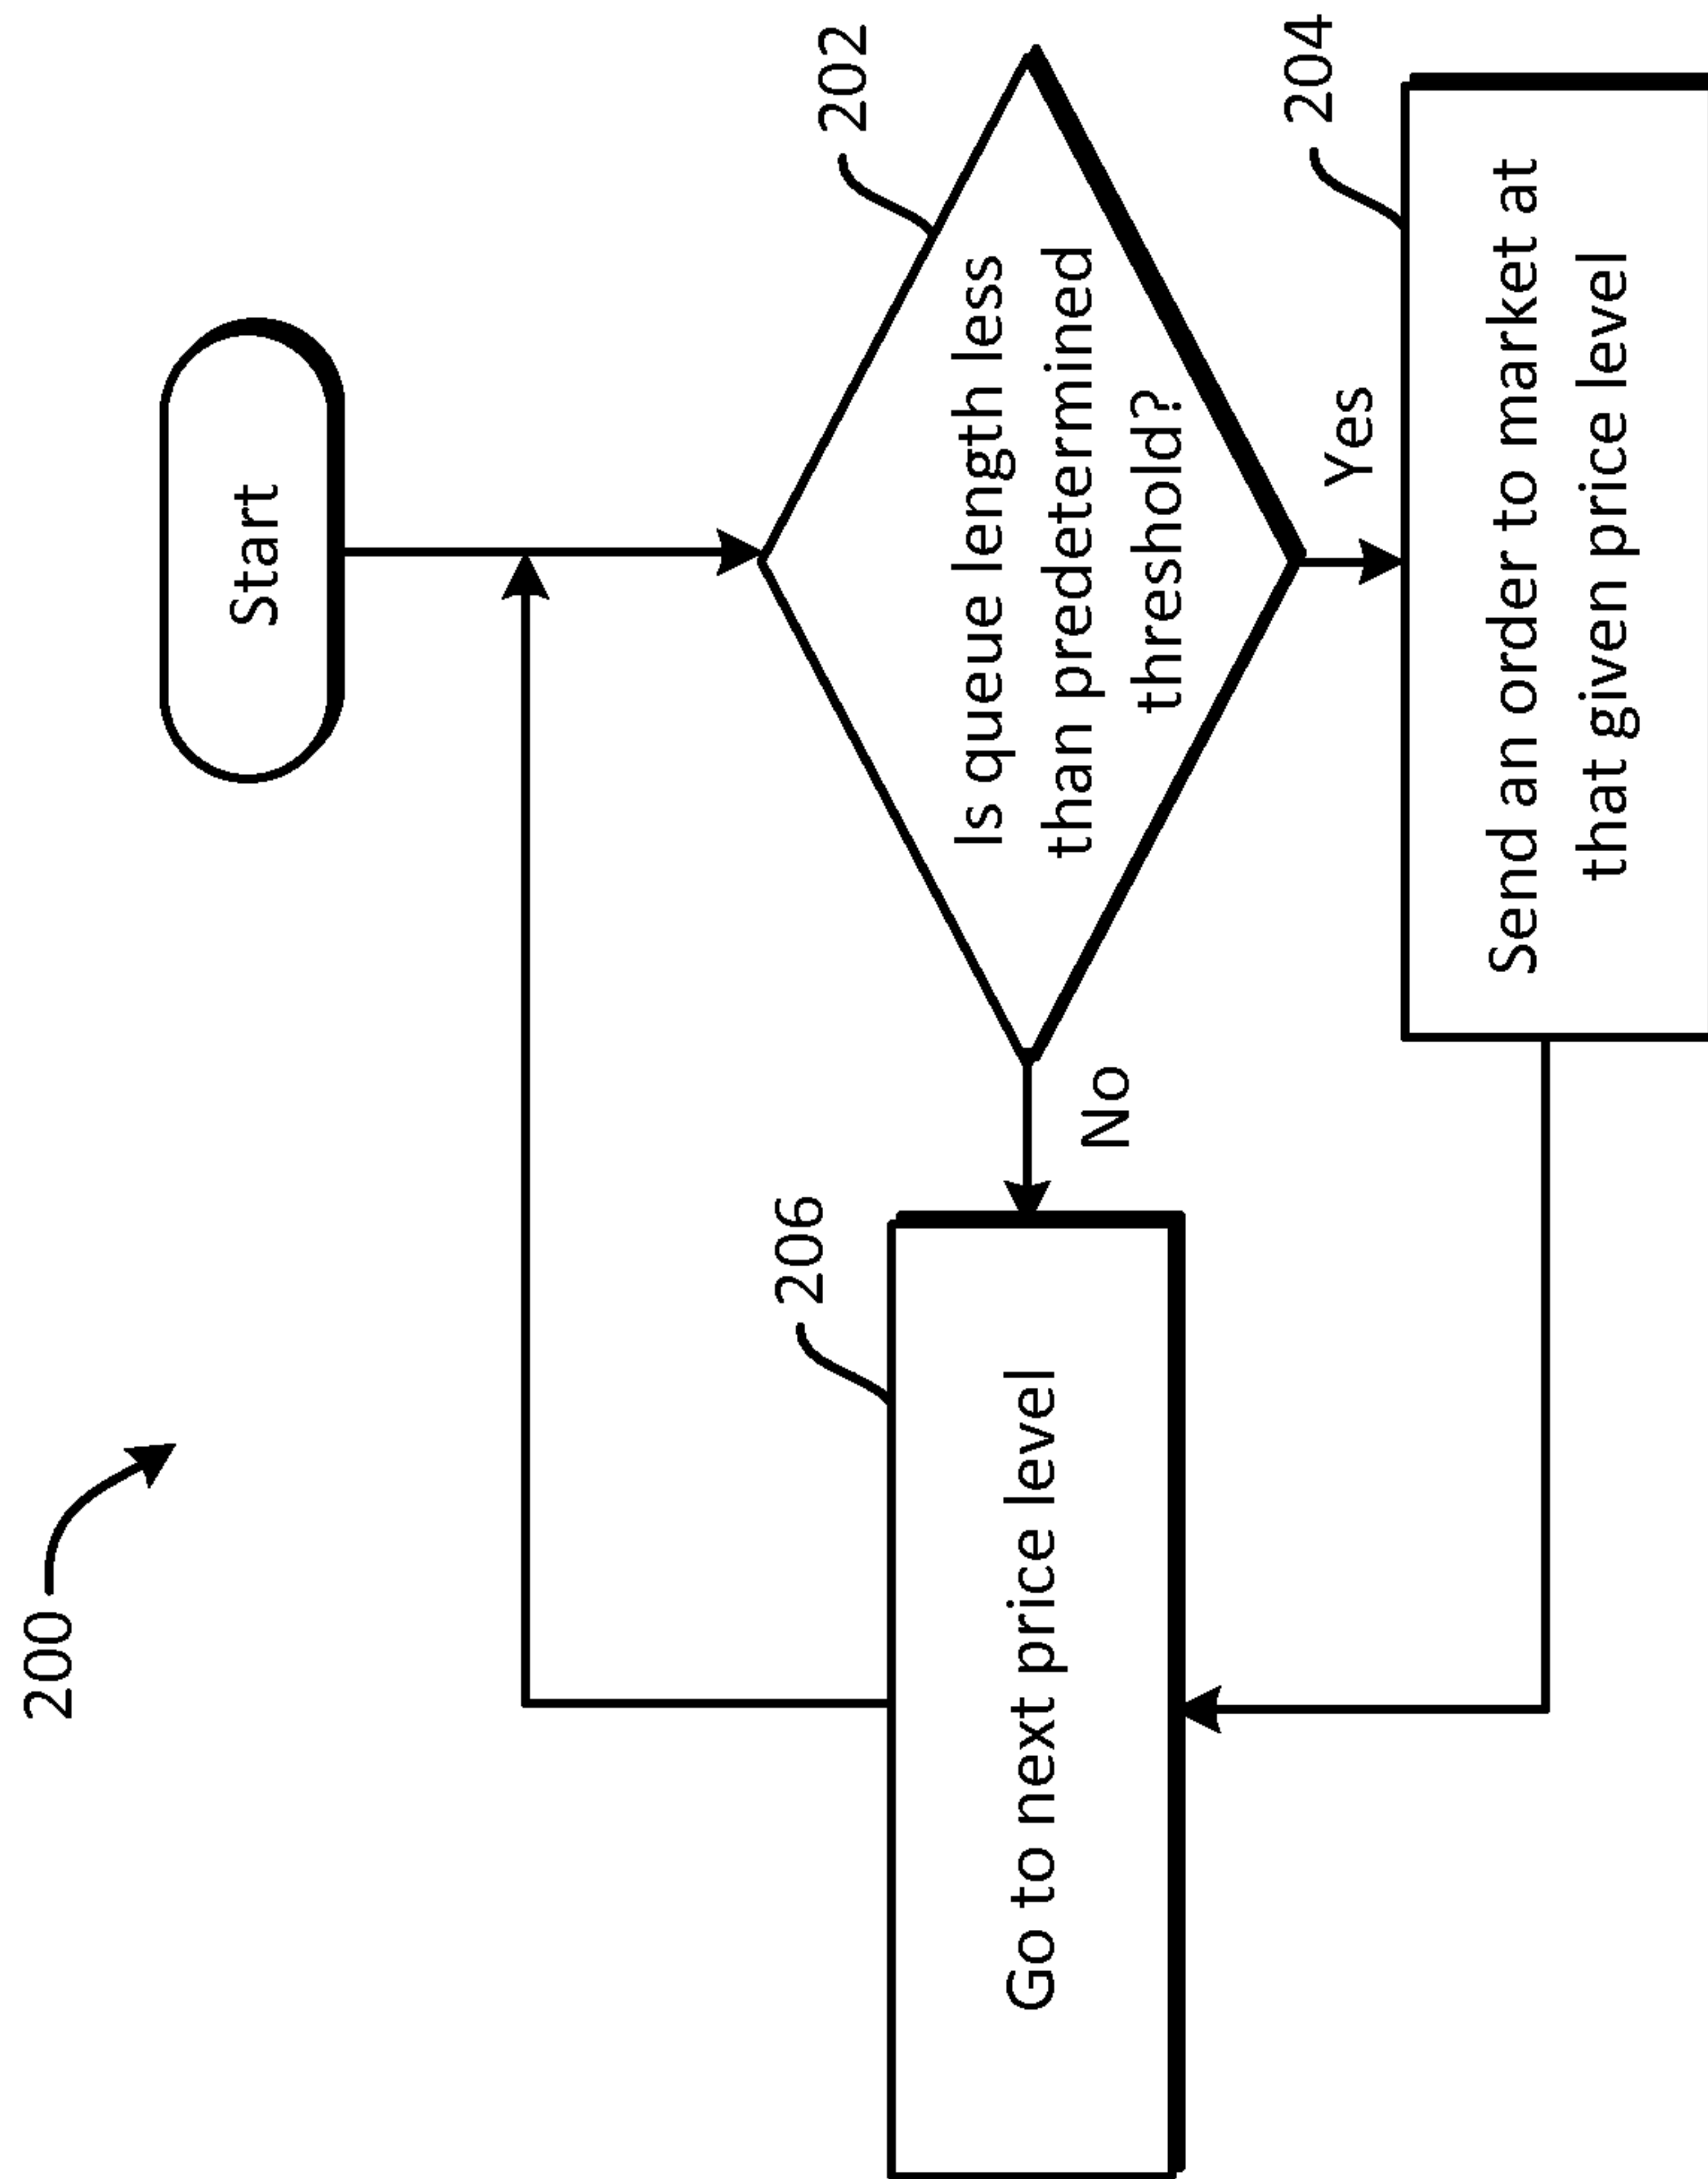 200
Start
202
Is queue length less
than predetermined
threshold?
206
Go to next price level
No
Yes
204
Send an order to market at
that given price level